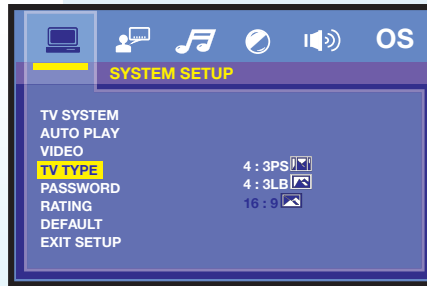 OS
SYSTEM SETUP
TV SYSTEM
AUTO PLAY
VIDEO
TV TYPE
PASSWORD
RATING
DEFAULT
EXIT SETUP
4 : 3PS
4 : 3LB
16 : 9